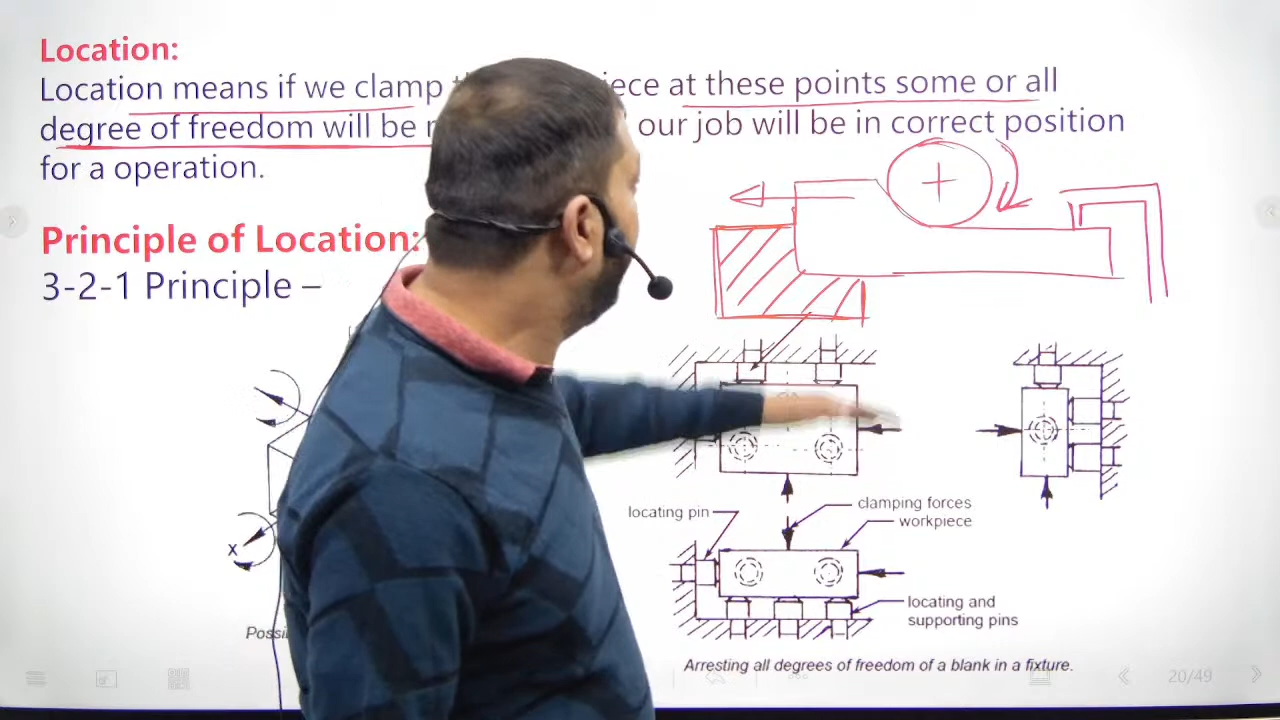 Location:
Location means if we clamp piece at these points some or all
degree of freedom will be our job will be in correct position
for a operation.
Principle of Location:
3-2-1 Principle –
clamping forces
locating pin
workpiece
X
locating and
supporting pins
Possi
Arresting all degrees of freedom of a blank in a fixture.
20/49